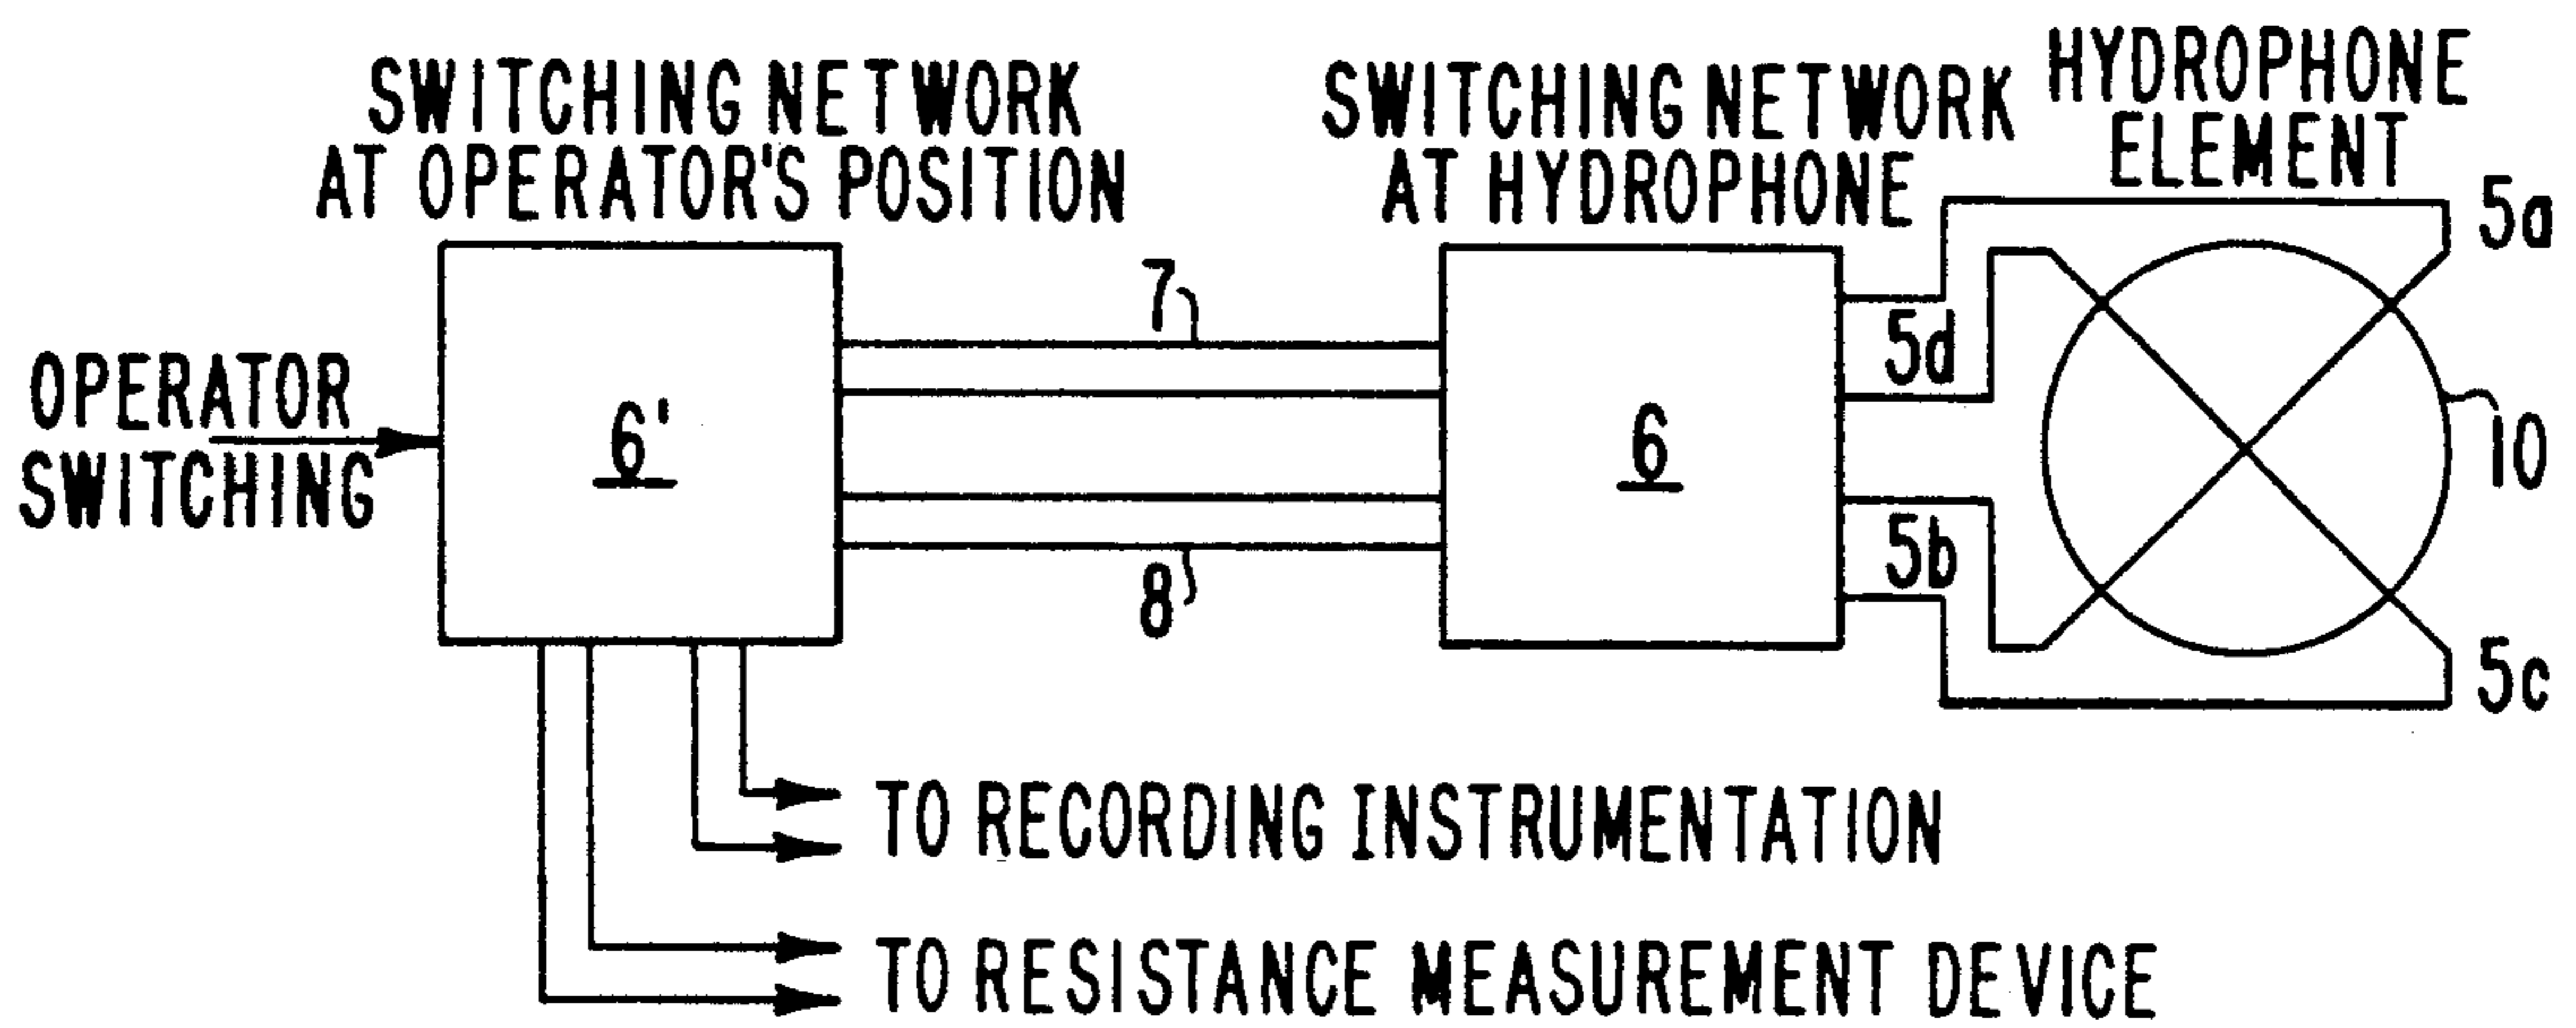 SWITCHING NETWORK
AT OPERATOR'S POSITION
SWITCHING NETWORK
AT HYDROPHONE
HYDROPHONE
ELEMENT
5a
7
5d
OPERATOR
SWITCHING
6'
6
10
5b
8
5c
TO RECORDING INSTRUMENTATION
TO RESISTANCE MEASUREMENT DEVICE